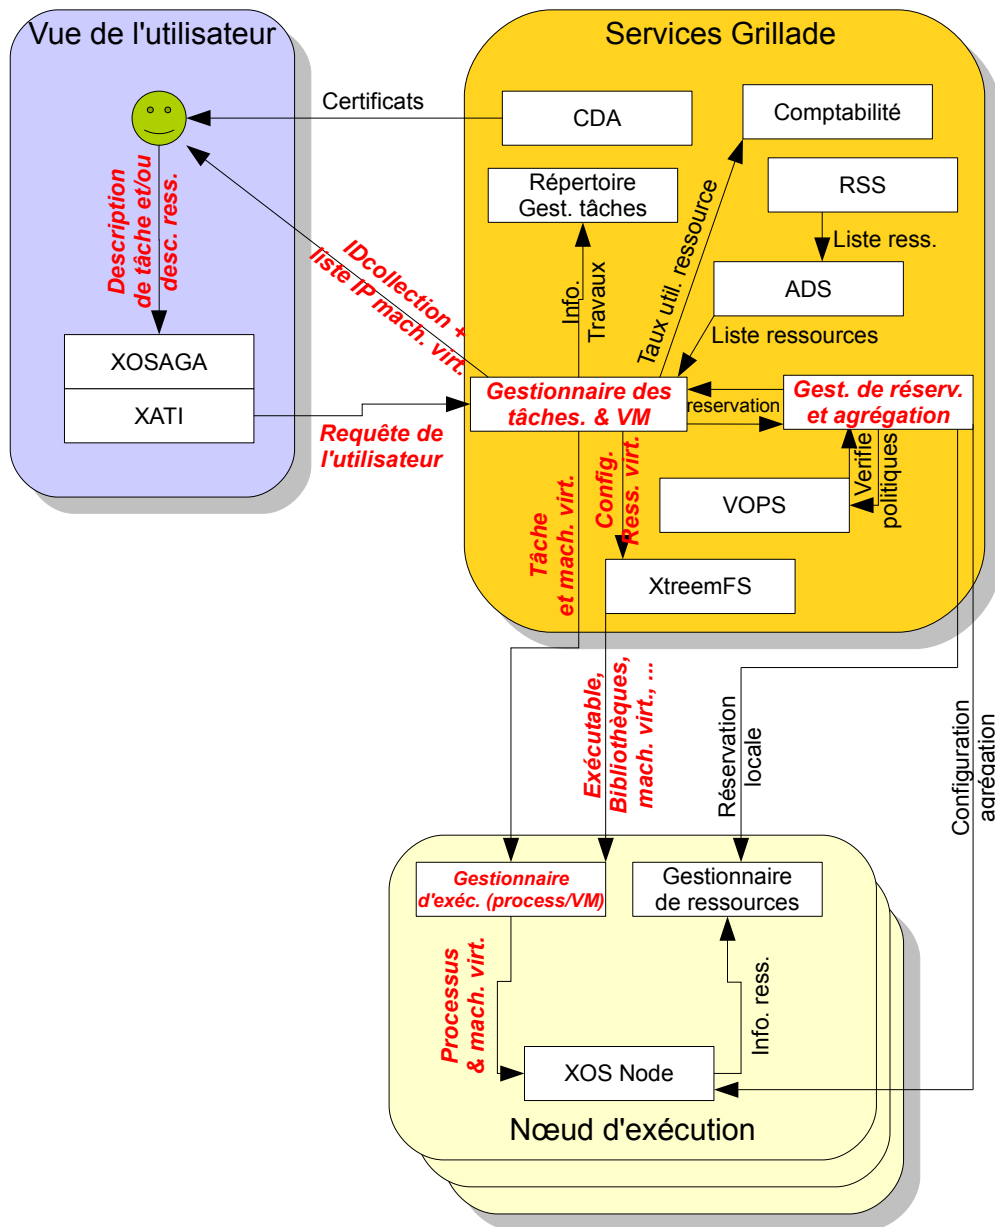 Vue de l'utilisateur
Services Grillade
Certificats
CDA
Comptabilité
Répertoire
Gest. tâches
RSS
Description
de tâche et/ou
desc. ress.
Liste ress.
IDcollection +
liste IP mach. virt.
Info.
Travaux
Taux util. ressource
ADS
Liste ressources
XOSAGA
XATI
Gestionnaire des
tâches. & VM
reservation
Gest. de réserv.
et agrégation
Requête de
l'utilisateur
Config.
Ress. virt.
Verifie
politiques
VOPS
Tâche
et mach. virt.
XtreemFS
Exécutable,
Bibliothèques,
mach. virt., ...
Réservation
locale
Configuration
agrégation
Gestionnaire
d'exéc. (process/VM)
Gestionnaire
de ressources
Processus
& mach. virt.
Info. ress.
XOS Node
Nœud d'exécution